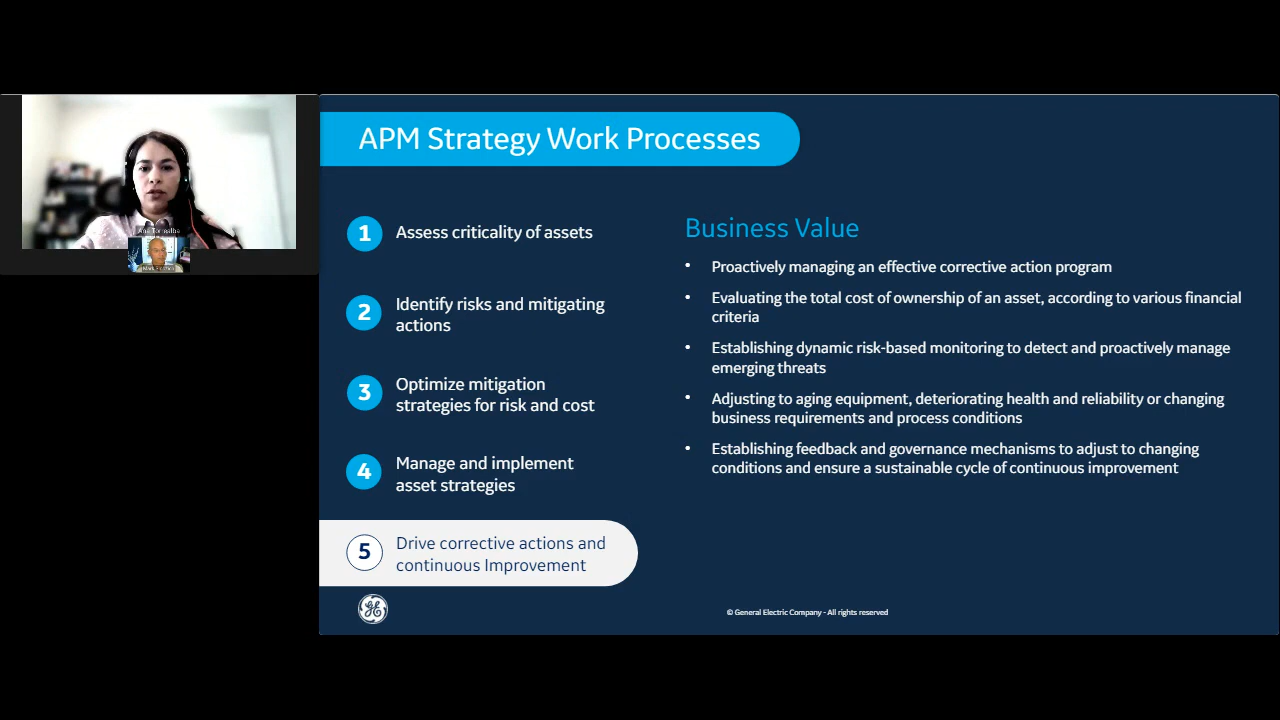 APM Strategy Work Processes
1
Assess criticality of assets
2
Identify risks and mitigating
actions
3
Optimize mitigation
strategies for risk and cost
4
Manage and implement
asset strategies
5
Drive corrective actions and
continuous Improvement
Business Value
• Proactively managing an effective corrective action program
• Evaluating the total cost of ownership of an asset, according to various financial
criteria
• Establishing dynamic risk-based monitoring to detect and proactively manage
emerging threats
• Adjusting to aging equipment, deteriorating health and reliability or changing
business requirements and process conditions
• Establishing feedback and governance mechanisms to adjust to changing
conditions and ensure a sustainable cycle of continuous improvement
GE
© General Electric Company - All rights reserved
Ana Torrealba
Mark